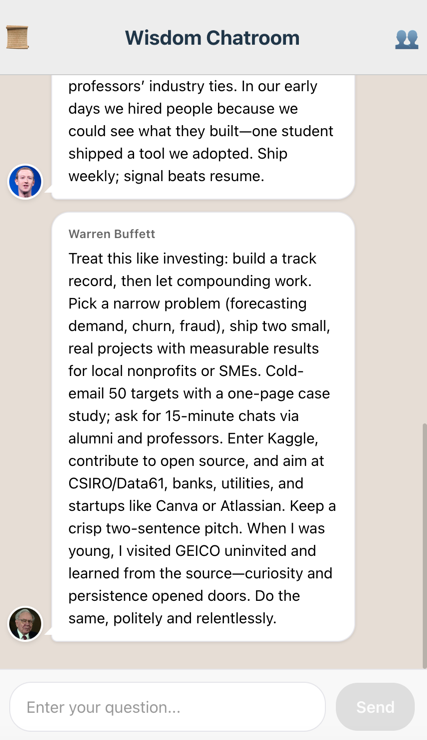 Wisdom Chatroom
professors’ industry ties. In our early
days we hired people because we
could see what they built—one student
shipped a tool we adopted. Ship
weekly; signal beats resume.
Warren Buffett
Treat this like investing: build a track
record, then let compounding work.
Pick a narrow problem (forecasting
demand, churn, fraud), ship two small,
real projects with measurable results
for local nonprofits or SMEs. Cold-
email 50 targets with a one-page case
study; ask for 15-minute chats via
alumni and professors. Enter Kaggle,
contribute to open source, and aim at
CSIRO/Data61, banks, utilities, and
startups like Canva or Atlassian. Keep a
crisp two-sentence pitch. When I was
young, I visited GEICO uninvited and
learned from the source—curiosity and
persistence opened doors. Do the
same, politely and relentlessly.
Enter your question...
Send